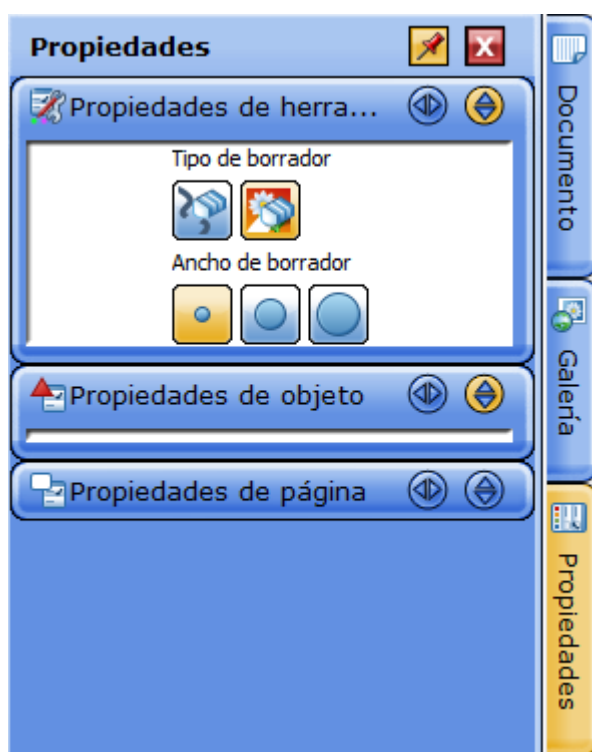 Propiedades
Propiedades de herra...
Tipo de borrador
Ancho de borrador
Propiedades de objeto
Propiedades de página
Documento
Galería
Propiedades